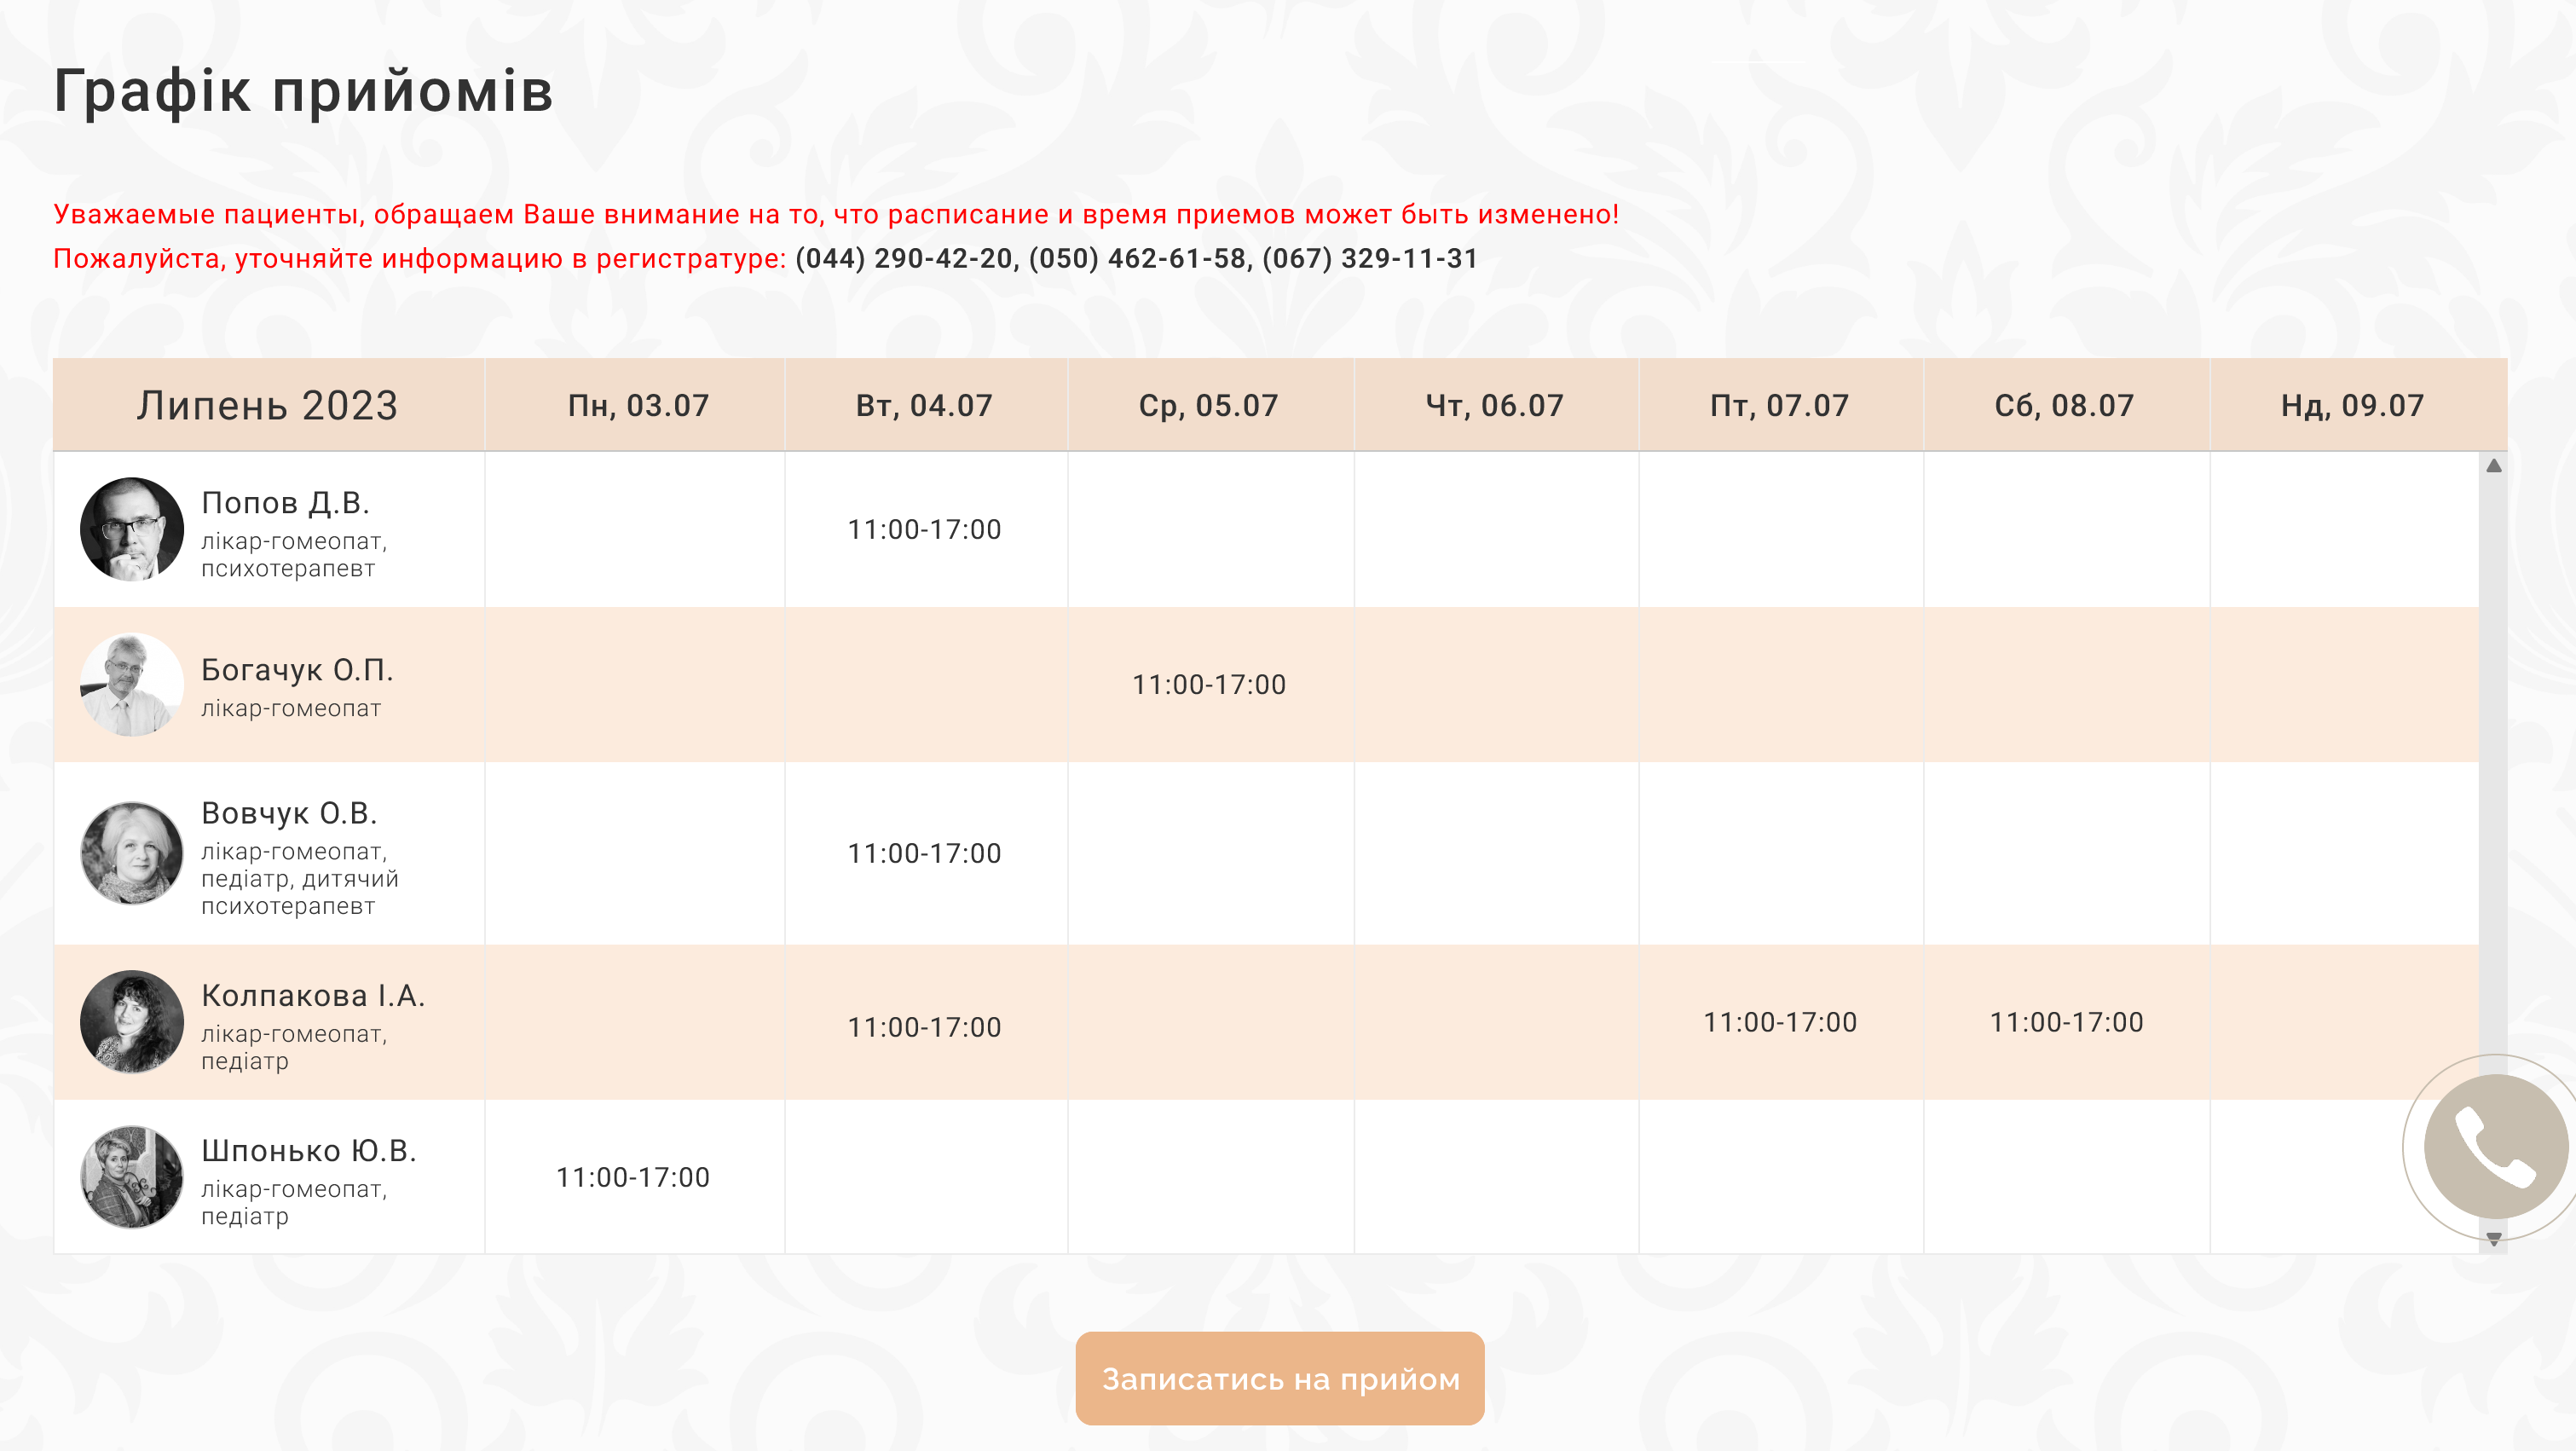 Графік прийомів
Уважаемые пациенты, обращаем Ваше внимание на то, что расписание и время приемов может быть изменено!
Пожалуйста, уточняйте информацию в регистратуре: (044) 290-42-20, (050) 462-61-58, (067) 329-11-31
Липень 2023 Пн, 03.07 Вт, 04.07 Ср, 05.07 Чт, 06.07 Пт, 07.07 Сб, 08.07 Нд, 09.07
Попов Д.В.
лікар-гомеопат,
психотерапевт
11:00-17:00
Богачук О.П.
лікар-гомеопат
11:00-17:00
Вовчук О.В.
лікар-гомеопат,
педіатр, дитячий
психотерапевт
11:00-17:00
Колпакова І.А.
лікар-гомеопат,
педіатр
11:00-17:00 11:00-17:00 11:00-17:00
Шпонько Ю.В.
лікар-гомеопат,
педіатр
11:00-17:00
Записатись на прийом